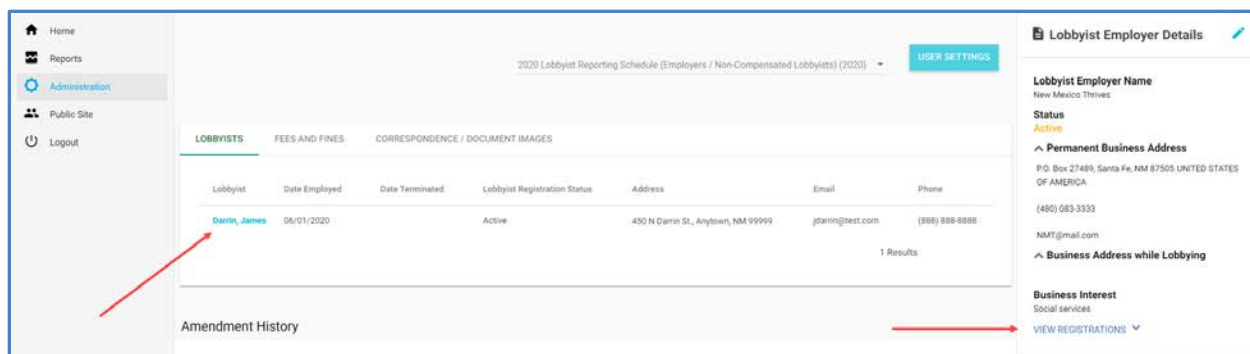 Home
Reports
Administration
Public Site
Logout
2020 Lobbyist Reporting Schedule (Employers / Non-Compensated Lobbyists) (2020)
USER SETTINGS
LOBBYISTS FEES AND FINES CORRESPONDENCE / DOCUMENT IMAGES
Lobbyist Date Employed Date Terminated Lobbyist Registration Status Address Email Phone
Darrin, James 06/01/2020 Active 450 N Darrin St., Anytown, NM 99999 jdarrin@test.com (888) 888-8888
1 Results
Amendment History
Lobbyist Employer Details
Lobbyist Employer Name
New Mexico Thrives
Status
Active
Permanent Business Address
P.O. Box 27489, Santa Fe, NM 87505 UNITED STATES
OF AMERICA
(480) 083-3333
NMT@mail.com
Business Address while Lobbying
Business Interest
Social services
VIEW REGISTRATIONS